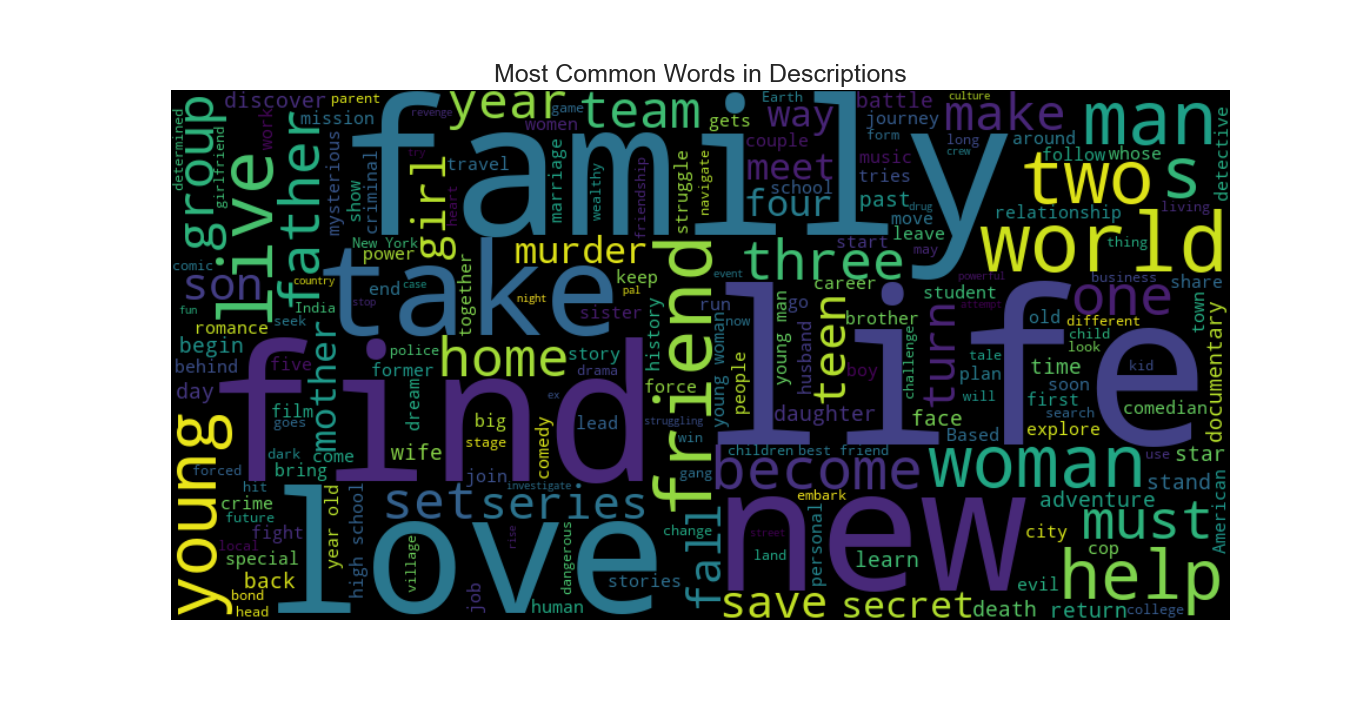 Most Common Words in Descriptions
family
find
life
love
new
take
friend
world
two
man
young
live
father
group
year
team
way
meet
make
four
three
one
s
woman
become
must
help
home
murder
girl
son
mother
series
set
fall
turn
teen
save
secret
discover
parent
mission
work
determined
girlfriend
mysterious
show
criminal
revenge
try
heart
travel
women
game
marriage
wealthy
friendship
struggle
navigate
gets
Earth
couple
school
music
tries
battle
journey
form
culture
long
crew
around
follow
whose
detective
past
drug
move
leave
relationship
living
thing
start
may
powerful
business
share
career
student
comic
country
New York
power
end
case
stop
India
seek
fun
romance
begin
behind
five
day
together
night
pal
keep
sister
event
history
run
go
now
police
former
story
drama
force
dream
young woman
people
young man
husband
brother
challenge
boy
daughter
attempt
old
different
child
look
town
tale
plan
will
time
soon
first
kid
search
comedian
documentary
face
Based
explore
star
film
goes
dark
come
bring
forced
wife
big
stage
ex
lead
comedy
join
struggling
win
gang
children
best friend
use
stand
American
adventure
embark
hit
crime
future
fight
local
special
back
bond
head
year old
high school
village
investigate
rise
dangerous
job
human
stories
change
street
land
personal
learn
city
cop
evil
death
return
college